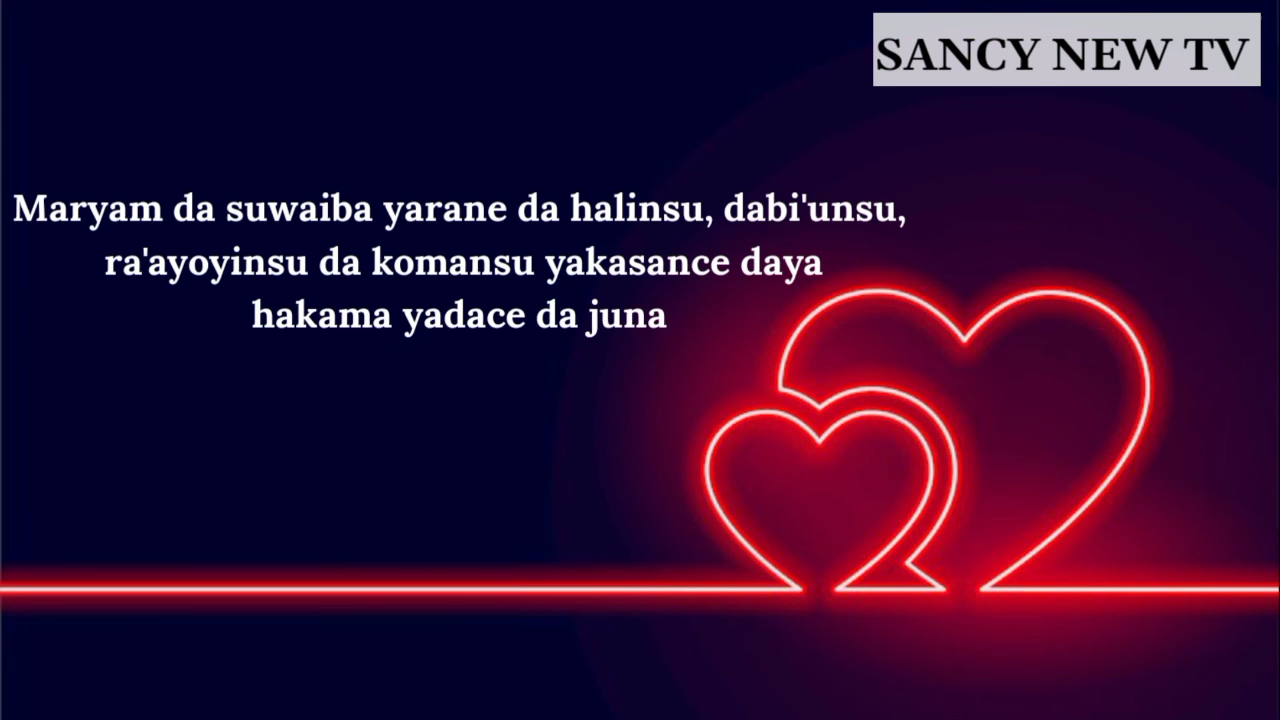 SANCY NEW TV
Maryam da suwaiba yarane da halinsu, dabi'unsu,
ra'ayoyinsu da komansu yakasance daya
hakama yadace da juna